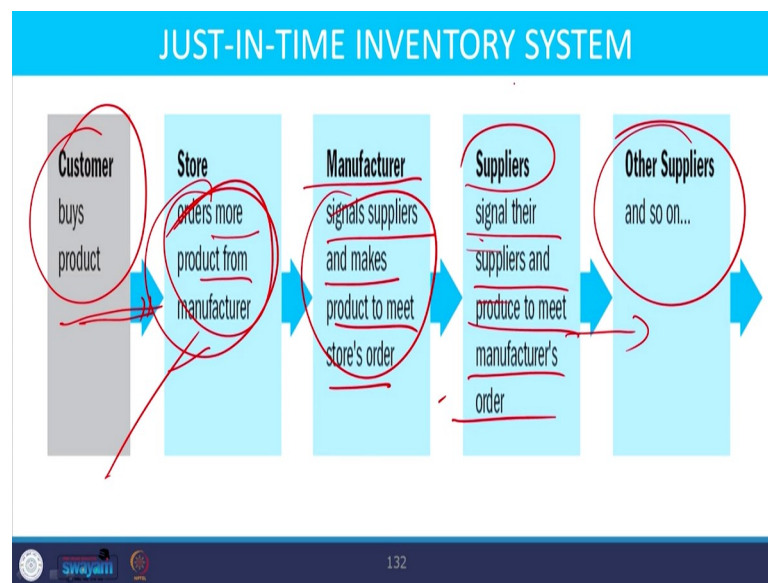 JUST-IN-TIME INVENTORY SYSTEM
Customer
buys
product
Store
orders more
product from
manufacturer
Manufacturer
signals suppliers
and makes
product to meet
store's order
Suppliers
signal their
suppliers and
produce to meet
manufacturer's
order
Other Suppliers
and so on...
swayam
132